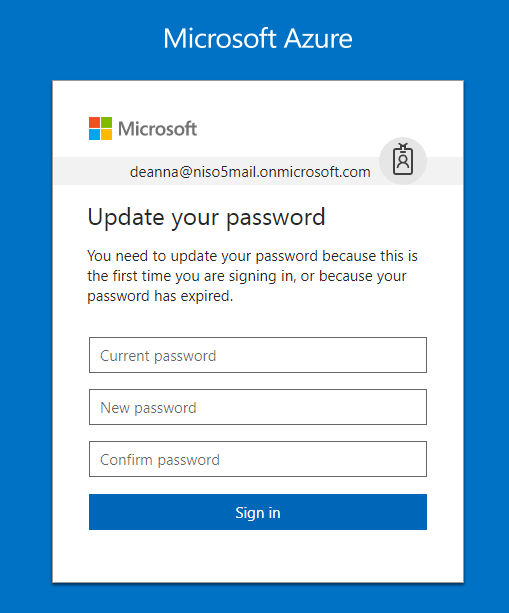 Microsoft Azure
Microsoft
deanna@niso5mail.onmicrosoft.com
Update your password
You need to update your password because this is
the first time you are signing in, or because your
password has expired.
Current password
New password
Confirm password
Sign in